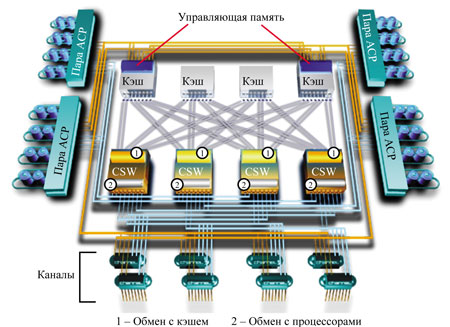 Управляющая память
Пара ACP
Пара ACP
Кэш
Кэш
Кэш
Кэш
Пара ACP
Пара ACP
1
1
1
1
CSW
CSW
CSW
CSW
2
2
2
2
Каналы
1 – Обмен с кэшем
2 – Обмен с процессорами